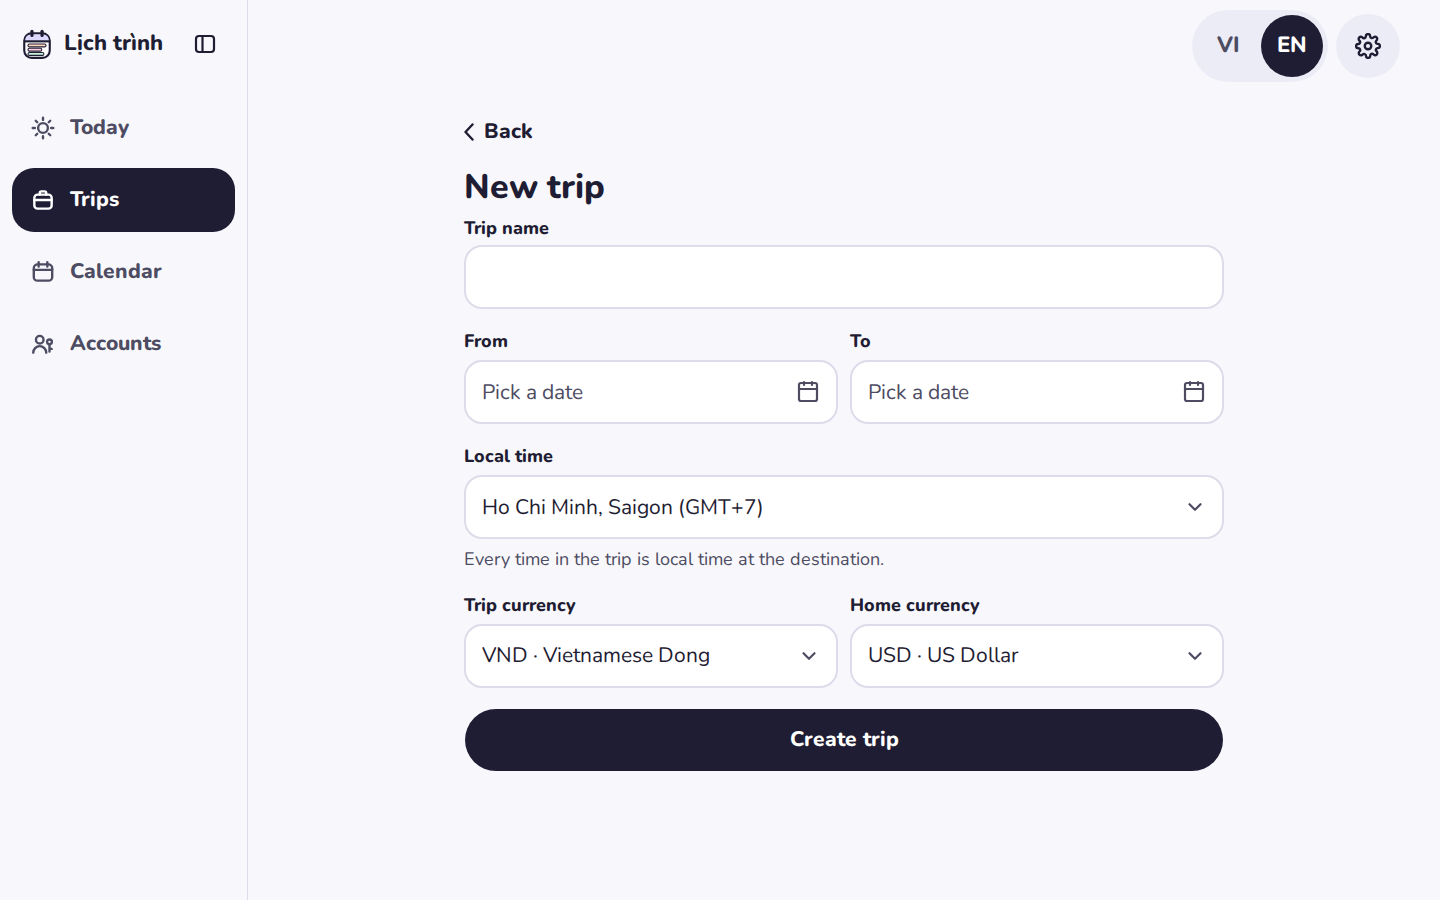 Lịch trình
VI
EN
Today
Trips
Calendar
Accounts
Back
New trip
Trip name
From
To
Pick a date
Pick a date
Local time
Ho Chi Minh, Saigon (GMT+7)
Every time in the trip is local time at the destination.
Trip currency
Home currency
VND · Vietnamese Dong
USD · US Dollar
Create trip